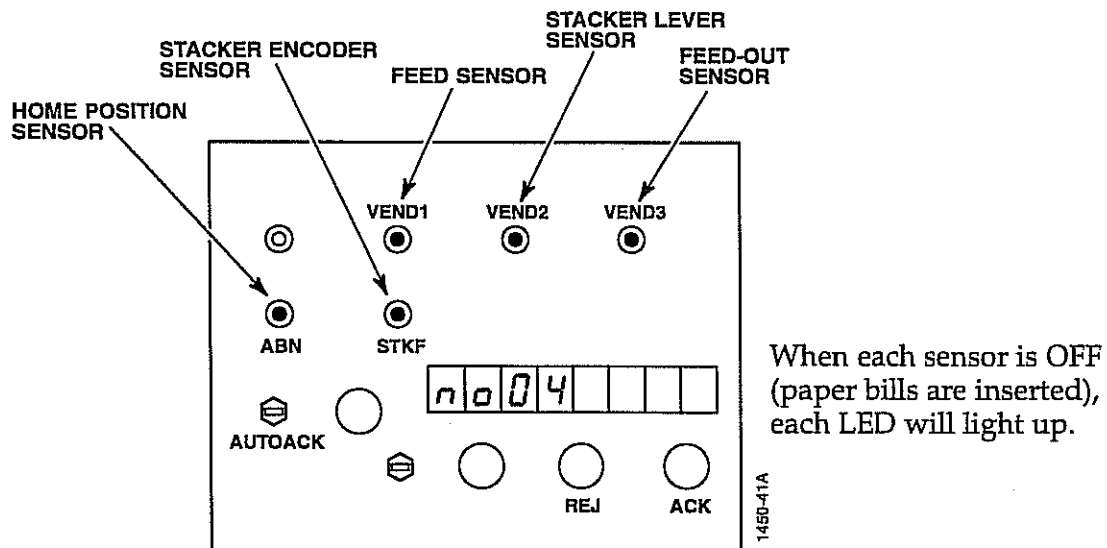 STACKER LEVER
SENSOR
STACKER ENCODER
SENSOR
FEED SENSOR
FEED-OUT
SENSOR
HOME POSITION
SENSOR
VEND1
VEND2
VEND3
ABN
STKF
no04
AUTOACK
REJ
ACK
When each sensor is OFF
(paper bills are inserted),
each LED will light up.
1450-41A